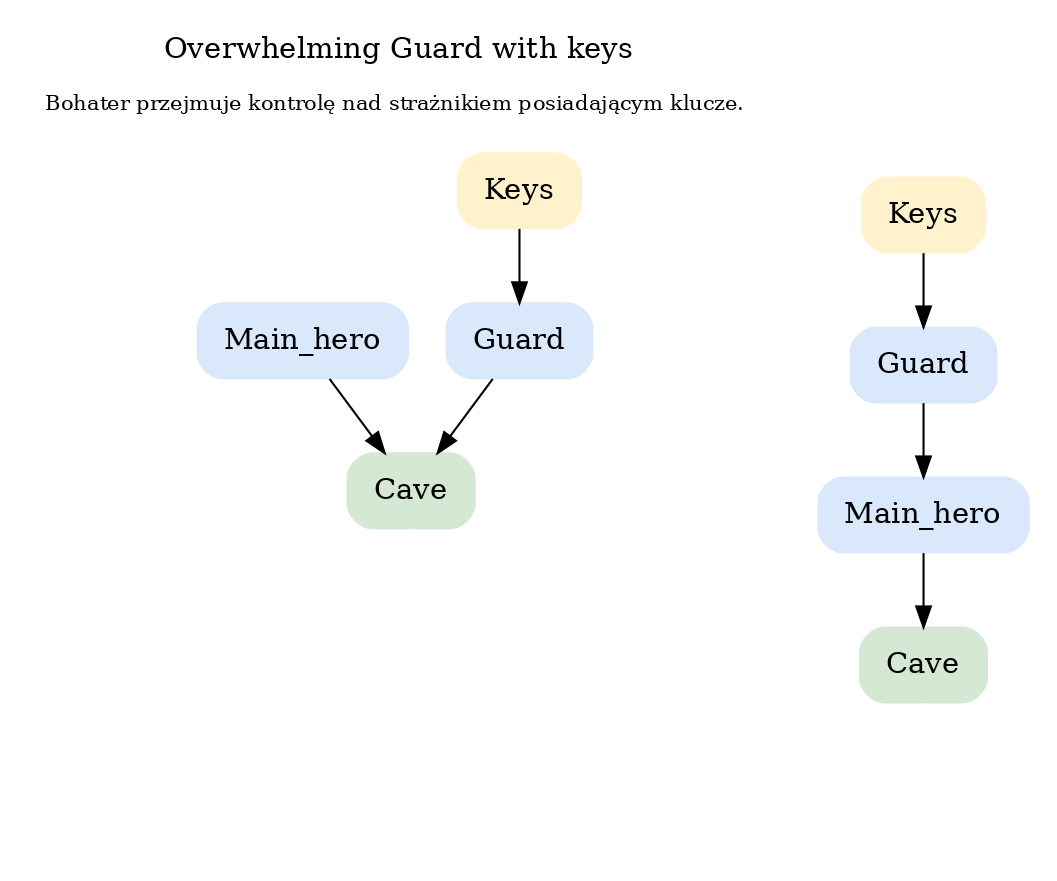 Overwhelming Guard with keys
Bohater przejmuje kontrolę nad strażnikiem posiadającym klucze.
Keys
Main_hero
Guard
Cave
Keys
Guard
Main_hero
Cave